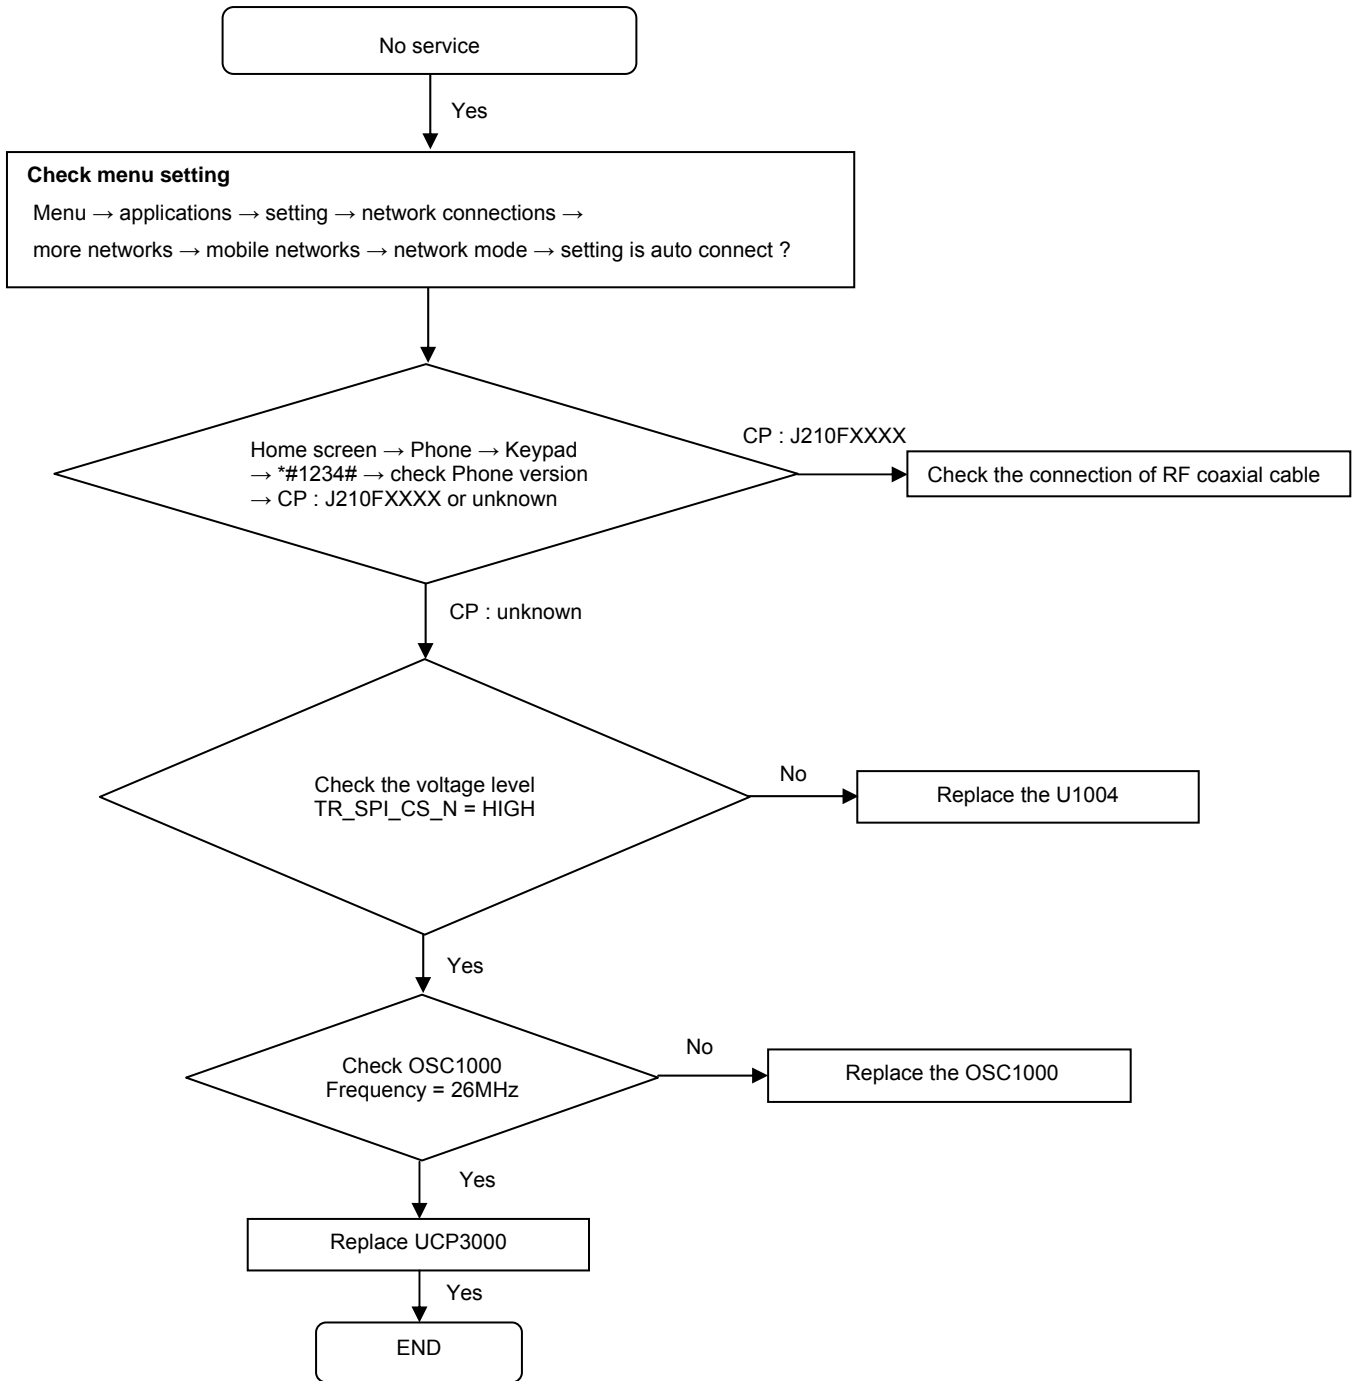 No service
Yes
Check menu setting
Menu → applications → setting → network connections →
more networks → mobile networks → network mode → setting is auto connect ?
Home screen → Phone → Keypad
→ *#1234# → check Phone version
→ CP : J210FXXXX or unknown
CP : J210FXXXX
Check the connection of RF coaxial cable
CP : unknown
Check the voltage level
TR_SPI_CS_N = HIGH
No
Replace the U1004
Yes
Check OSC1000
Frequency = 26MHz
No
Replace the OSC1000
Yes
Replace UCP3000
Yes
END